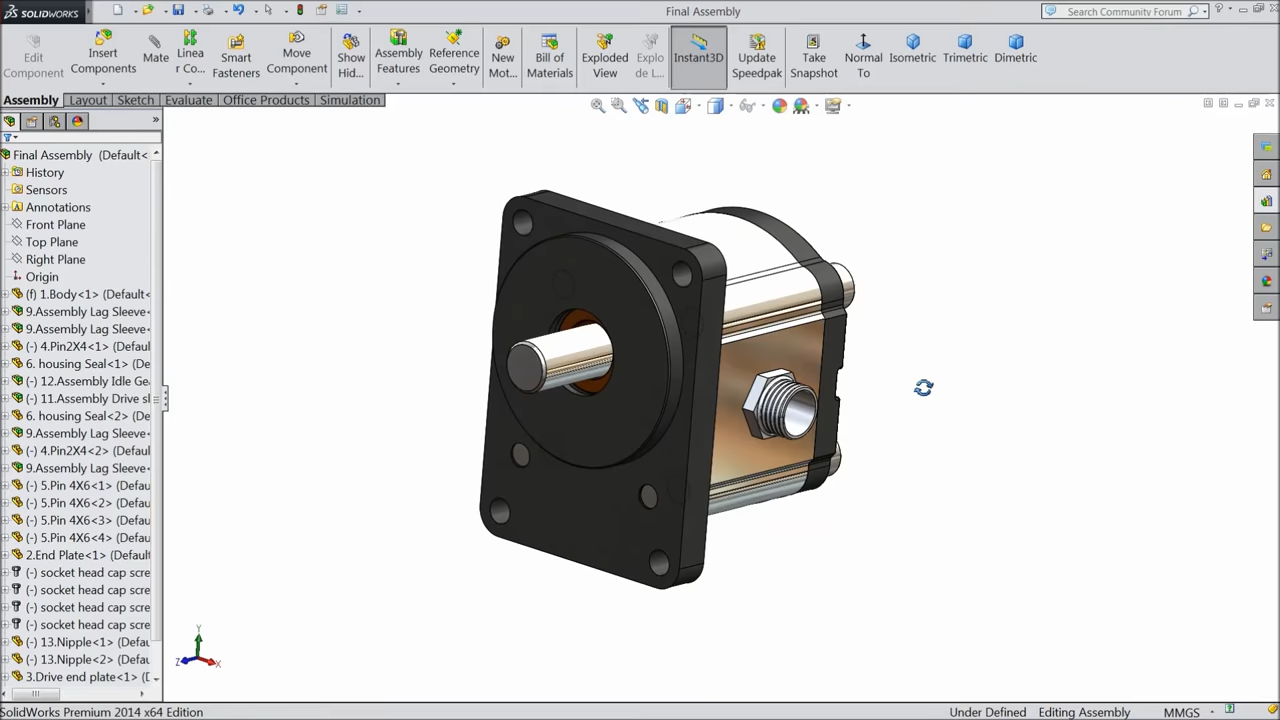 SOLIDWORKS
Final Assembly
Search Community Forum
Edit Component
Insert Components
Mate
Linea r Co...
Smart Fasteners
Move Component
Show Hid...
Assembly Features
Reference Geometry
New Mot...
Bill of Materials
Exploded View
Explo de L...
Instant3D
Update Speedpak
Take Snapshot
Normal To
Isometric
Trimetric
Dimetric
Assembly Layout Sketch Evaluate Office Products Simulation
Final Assembly (Default<
History
Sensors
Annotations
Front Plane
Top Plane
Right Plane
Origin
(f) 1.Body<1> (Default<
9.Assembly Lag Sleeve<
9.Assembly Lag Sleeve<
(-) 4.Pin2X4<1> (Default
6. housing Seal<1> (Def
(-) 12.Assembly Idle Gea
(-) 11.Assembly Drive sl
6. housing Seal<2> (Def
9.Assembly Lag Sleeve<
(-) 4.Pin2X4<2> (Default
9.Assembly Lag Sleeve<
(-) 5.Pin 4X6<1> (Defau
(-) 5.Pin 4X6<2> (Defau
(-) 5.Pin 4X6<3> (Defau
(-) 5.Pin 4X6<4> (Defau
2.End Plate<1> (Default
(-) socket head cap scre
(-) socket head cap scre
(-) socket head cap scre
(-) socket head cap scre
(-) 13.Nipple<1> (Defau
(-) 13.Nipple<2> (Defau
3.Drive end plate<1> (D
Y
Z X
SolidWorks Premium 2014 x64 Edition
Under Defined Editing Assembly MMGS